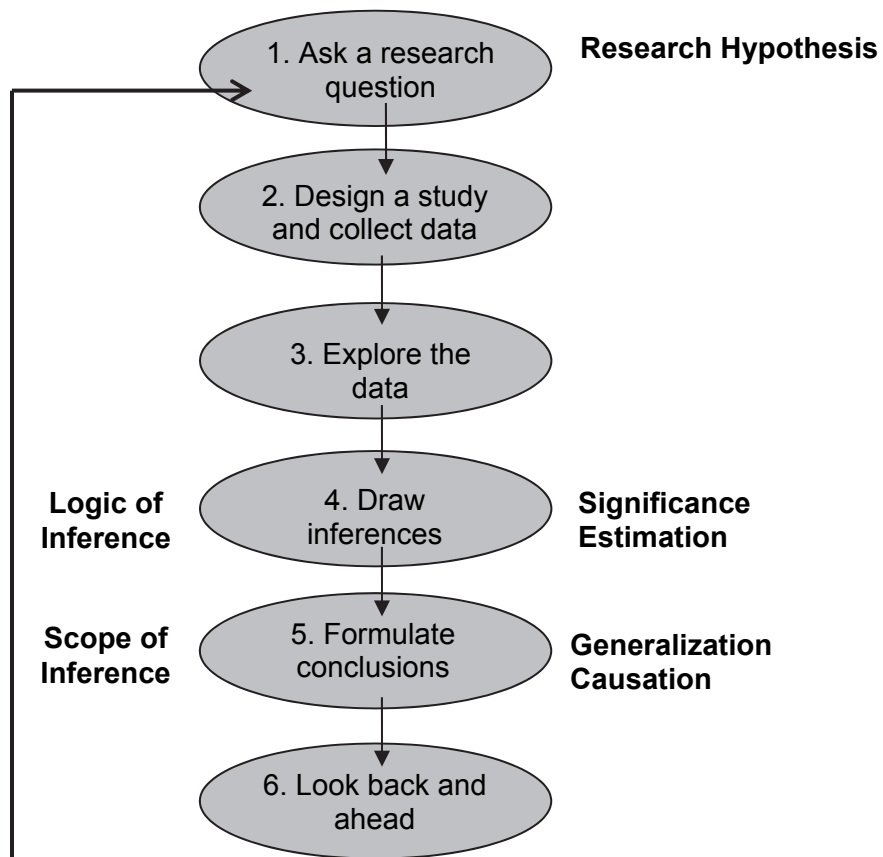 1. Ask a research
question
Research Hypothesis
2. Design a study
and collect data
3. Explore the
data
Logic of
Inference
4. Draw
inferences
Significance
Estimation
Scope of
Inference
5. Formulate
conclusions
Generalization
Causation
6. Look back and
ahead